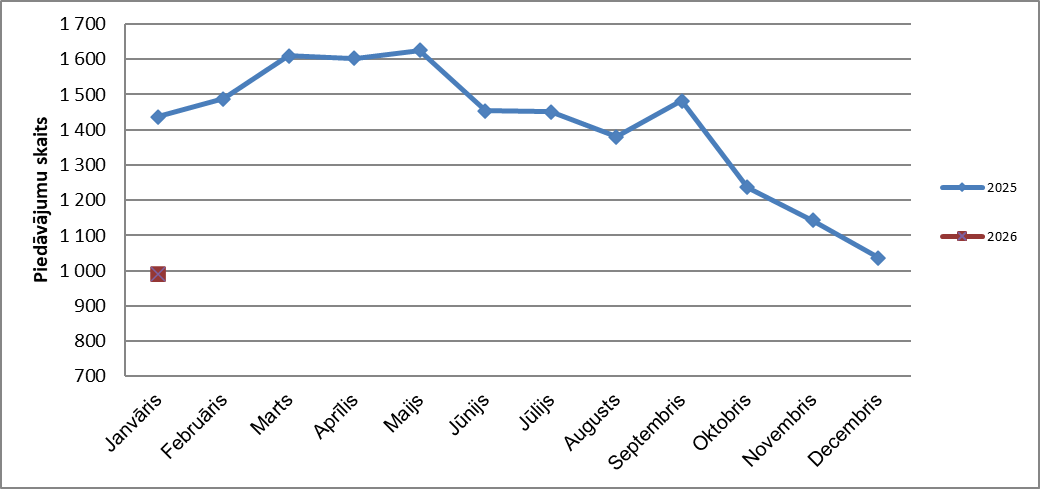 Piedāvājumu skaits
1 700
1 600
1 500
1 400
1 300
1 200
1 100
1 000
900
800
700
Janvāris
Februāris
Marts
Aprīlis
Maijs
Jūnijs
Jūlijs
Augusts
Septembris
Oktobris
Novembris
Decembris
2025
2026